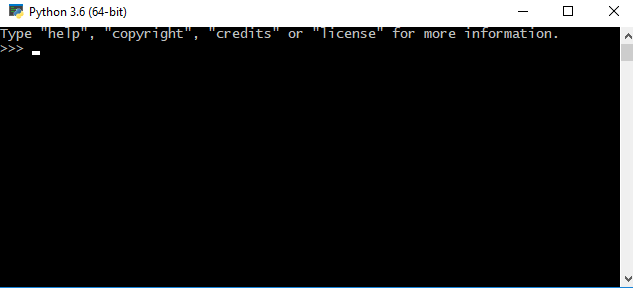 Python 3.6 (64-bit)
Type "help", "copyright", "credits" or "license" for more information.
>>>